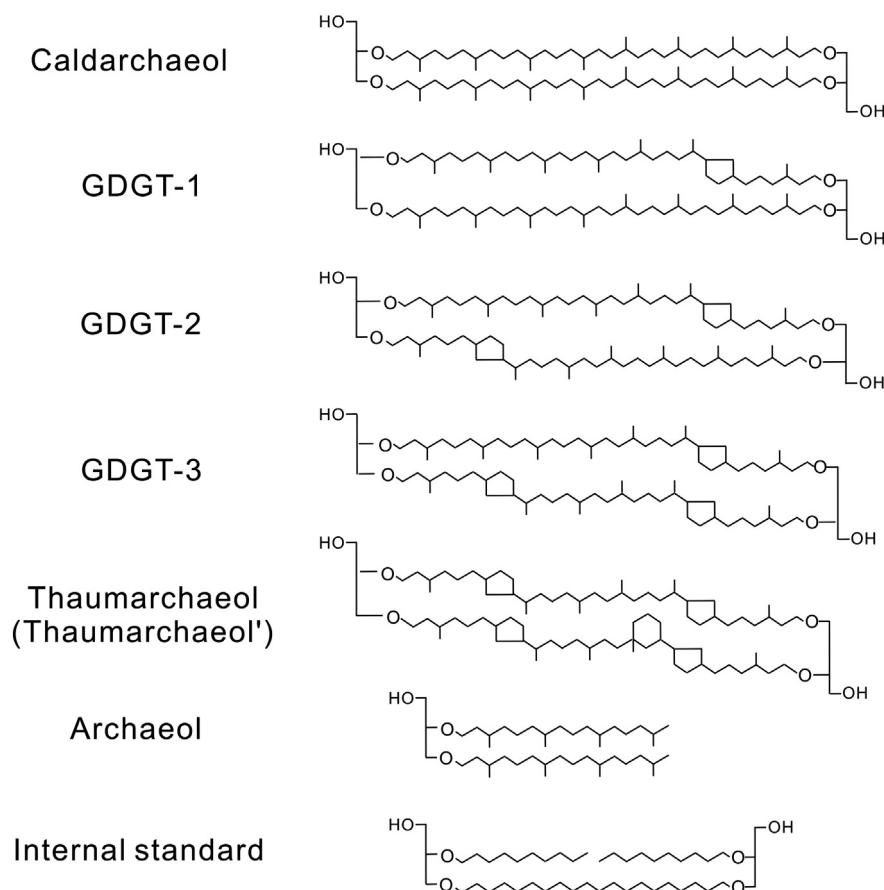 HO
Caldarchaeol
O
O
O
O
OH
HO
GDGT-1
O
O
O
O
OH
HO
GDGT-2
O
O
O
O
OH
HO
GDGT-3
O
O
O
O
OH
HO
Thaumarchaeol
(Thaumarchaeol')
O
O
O
O
OH
HO
Archaeol
O
O
HO
OH
Internal standard
O
O
O
O